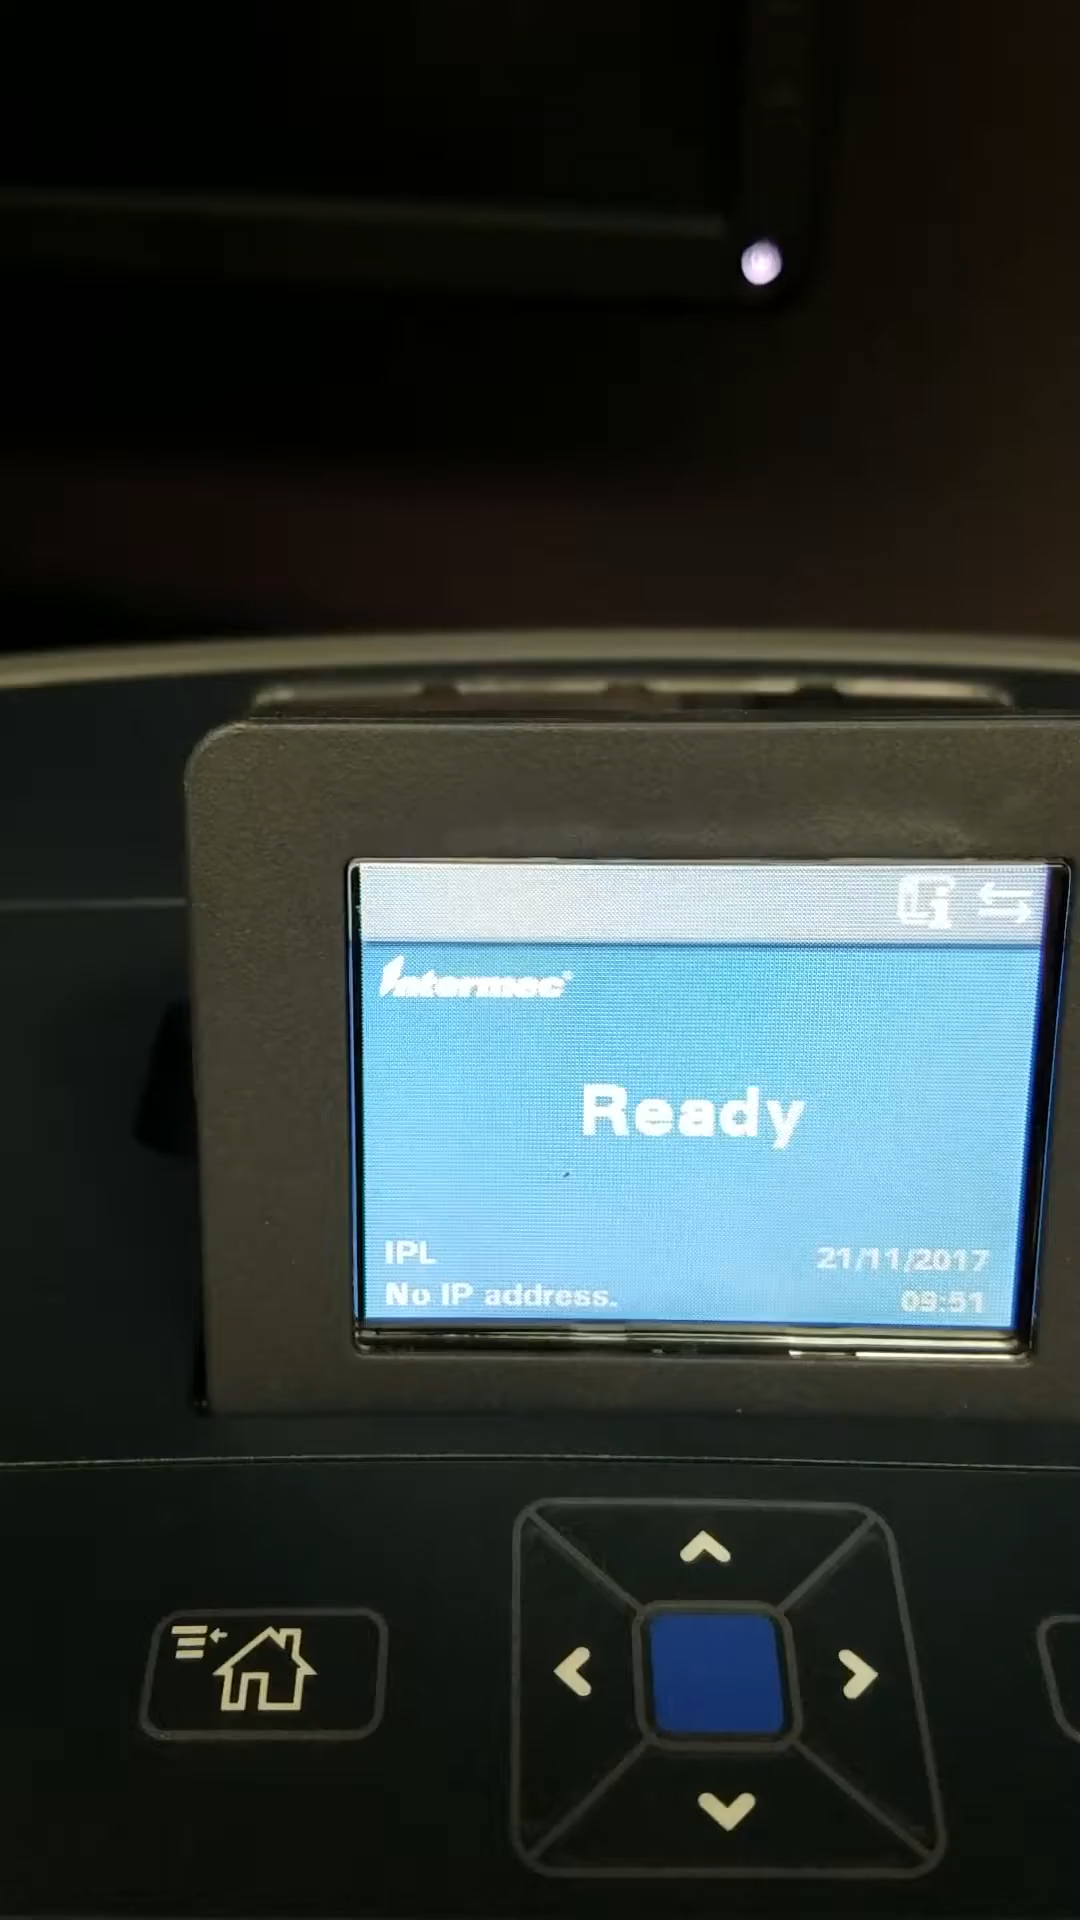 Intermec®
Ready
IPL
21/11/2017
No IP address.
09:51